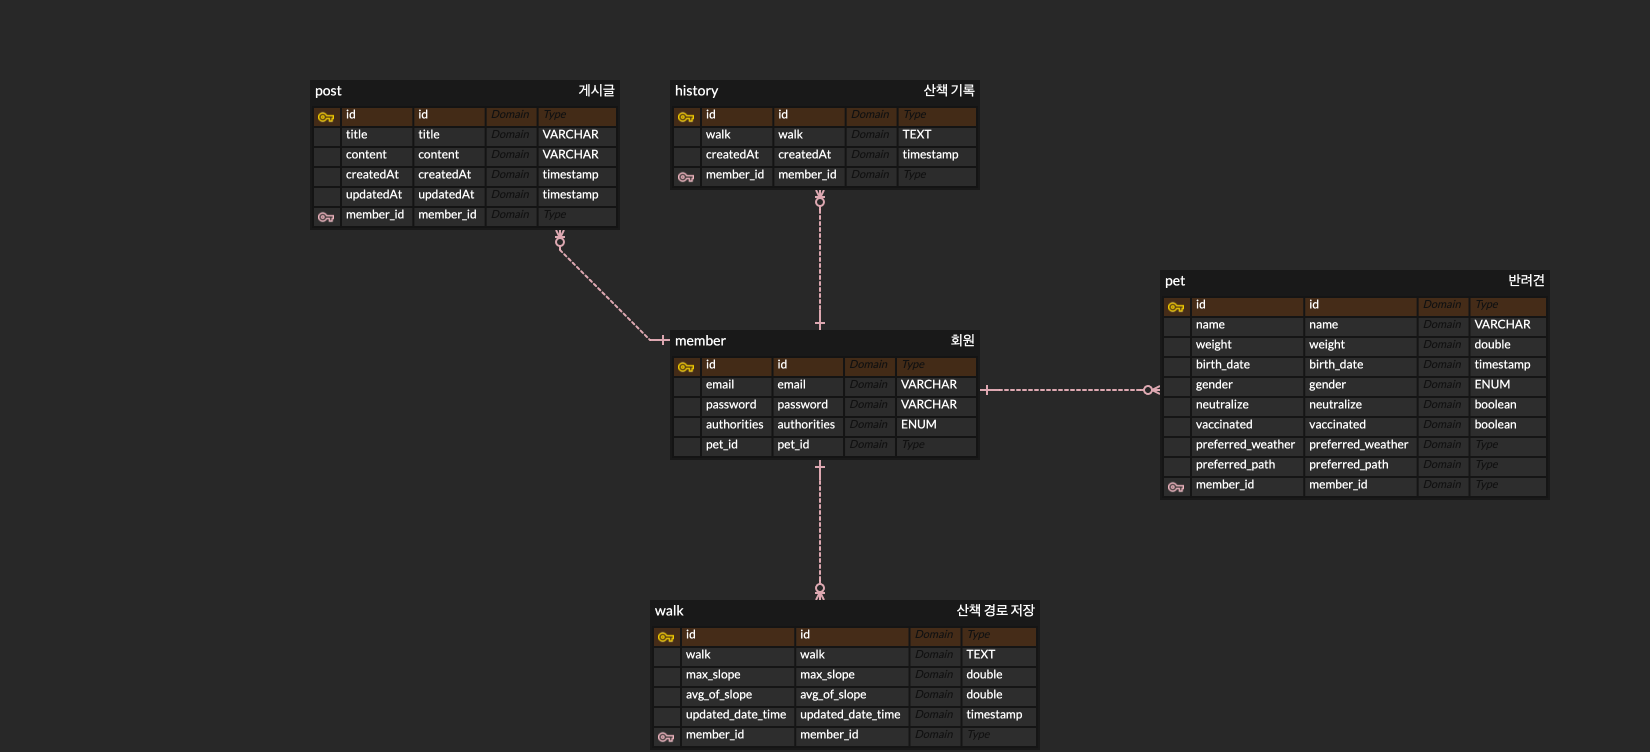 post 게시글
id id Domain Type
title title Domain VARCHAR
content content Domain VARCHAR
createdAt createdAt Domain timestamp
updatedAt updatedAt Domain timestamp
member_id member_id Domain Type
history 산책 기록
id id Domain Type
walk walk Domain TEXT
createdAt createdAt Domain timestamp
member_id member_id Domain Type
member 회원
id id Domain Type
email email Domain VARCHAR
password password Domain VARCHAR
authorities authorities Domain ENUM
pet_id pet_id Domain Type
pet 반려견
id id Domain Type
name name Domain VARCHAR
weight weight Domain double
birth_date birth_date Domain timestamp
gender gender Domain ENUM
neutralize neutralize Domain boolean
vaccinated vaccinated Domain boolean
preferred_weather preferred_weather Domain Type
preferred_path preferred_path Domain Type
member_id member_id Domain Type
walk 산책 경로 저장
id id Domain Type
walk walk Domain TEXT
max_slope max_slope Domain double
avg_of_slope avg_of_slope Domain double
updated_date_time updated_date_time Domain timestamp
member_id member_id Domain Type